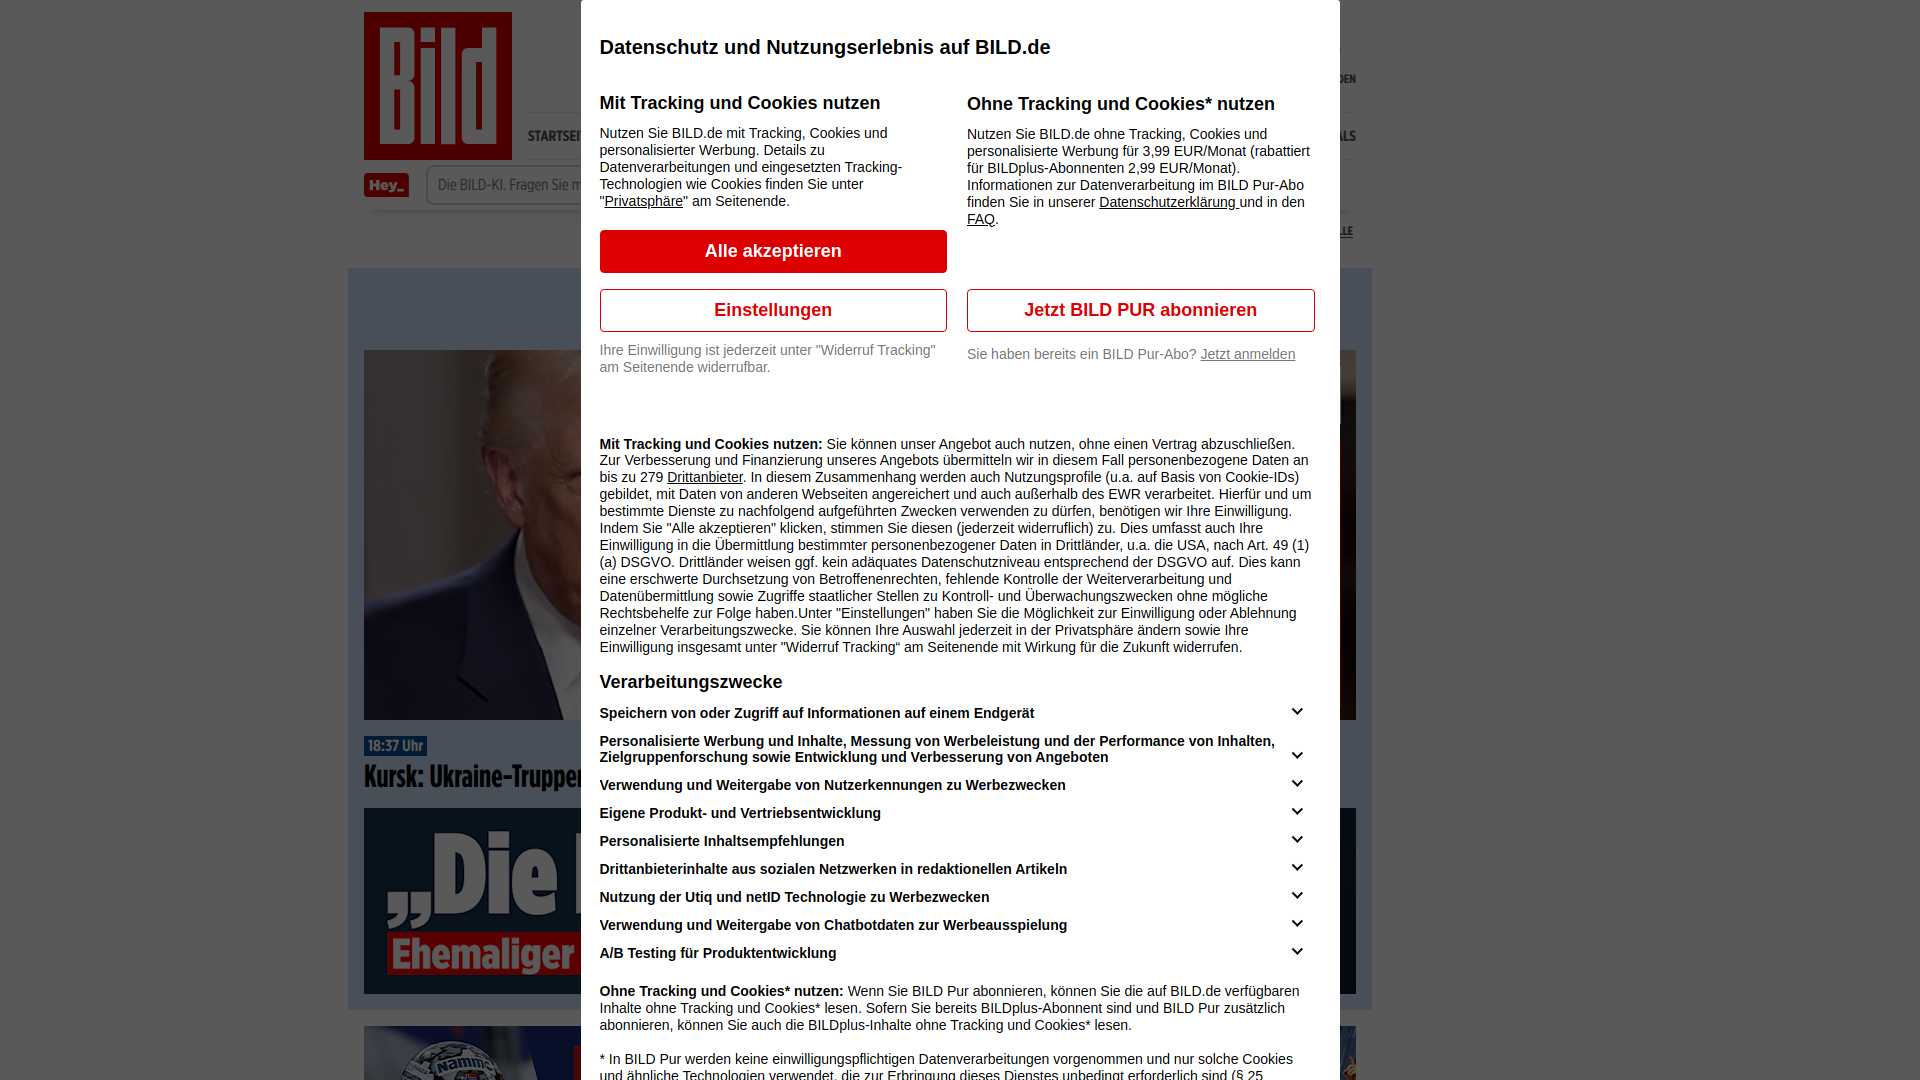 Bild
Datenschutz und Nutzungserlebnis auf BILD.de
Mit Tracking und Cookies nutzen
Nutzen Sie BILD.de mit Tracking, Cookies und
personalisierter Werbung. Details zu
Datenverarbeitungen und eingesetzten Tracking-
Technologien wie Cookies finden Sie unter
"Privatsphäre" am Seitenende.
Alle akzeptieren
Einstellungen
Ihre Einwilligung ist jederzeit unter "Widerruf Tracking"
am Seitenende widerrufbar.
Ohne Tracking und Cookies* nutzen
Nutzen Sie BILD.de ohne Tracking, Cookies und
personalisierte Werbung für 3,99 EUR/Monat (rabattiert
für BILDplus-Abonnenten 2,99 EUR/Monat).
Informationen zur Datenverarbeitung im BILD Pur-Abo
finden Sie in unserer Datenschutzerklärung und in den
FAQ.
Jetzt BILD PUR abonnieren
Sie haben bereits ein BILD Pur-Abo? Jetzt anmelden
Mit Tracking und Cookies nutzen: Sie können unser Angebot auch nutzen, ohne einen Vertrag abzuschließen.
Zur Verbesserung und Finanzierung unseres Angebots übermitteln wir in diesem Fall personenbezogene Daten an
bis zu 279 Drittanbieter. In diesem Zusammenhang werden auch Nutzungsprofile (u.a. auf Basis von Cookie-IDs)
gebildet, mit Daten von anderen Webseiten angereichert und auch außerhalb des EWR verarbeitet. Hierfür und um
bestimmte Dienste zu nachfolgend aufgeführten Zwecken verwenden zu dürfen, benötigen wir Ihre Einwilligung.
Indem Sie "Alle akzeptieren" klicken, stimmen Sie diesen (jederzeit widerruflich) zu. Dies umfasst auch Ihre
Einwilligung in die Übermittlung bestimmter personenbezogener Daten in Drittländer, u.a. die USA, nach Art. 49 (1)
(a) DSGVO. Drittländer weisen ggf. kein adäquates Datenschutzniveau entsprechend der DSGVO auf. Dies kann
eine erschwerte Durchsetzung von Betroffenenrechten, fehlende Kontrolle der Weiterverarbeitung und
Datenübermittlung sowie Zugriffe staatlicher Stellen zu Kontroll- und Überwachungszwecken ohne mögliche
Rechtsbehelfe zur Folge haben.Unter "Einstellungen" haben Sie die Möglichkeit zur Einwilligung oder Ablehnung
einzelner Verarbeitungszwecke. Sie können Ihre Auswahl jederzeit in der Privatsphäre ändern sowie Ihre
Einwilligung insgesamt unter "Widerruf Tracking“ am Seitenende mit Wirkung für die Zukunft widerrufen.
Verarbeitungszwecke
Speichern von oder Zugriff auf Informationen auf einem Endgerät
Personalisierte Werbung und Inhalte, Messung von Werbeleistung und der Performance von Inhalten,
Zielgruppenforschung sowie Entwicklung und Verbesserung von Angeboten
Verwendung und Weitergabe von Nutzerkennungen zu Werbezwecken
Eigene Produkt- und Vertriebsentwicklung
Personalisierte Inhaltsempfehlungen
Drittanbieterinhalte aus sozialen Netzwerken in redaktionellen Artikeln
Nutzung der Utiq und netID Technologie zu Werbezwecken
Verwendung und Weitergabe von Chatbotdaten zur Werbeausspielung
A/B Testing für Produktentwicklung
Ohne Tracking und Cookies* nutzen: Wenn Sie BILD Pur abonnieren, können Sie die auf BILD.de verfügbaren
Inhalte ohne Tracking und Cookies* lesen. Sofern Sie bereits BILDplus-Abonnent sind und BILD Pur zusätzlich
abonnieren, können Sie auch die BILDplus-Inhalte ohne Tracking und Cookies* lesen.
* In BILD Pur werden keine einwilligungspflichtigen Datenverarbeitungen vorgenommen und nur solche Cookies
und ähnliche Technologien verwendet, die zur Erbringung dieses Dienstes unbedingt erforderlich sind (§ 25
STARTSEI
Hey_
Die BILD-KI. Fragen Sie m
18:37 Uhr
Kursk: Ukraine-Truppen
„Die
Ehemaliger
Nammo